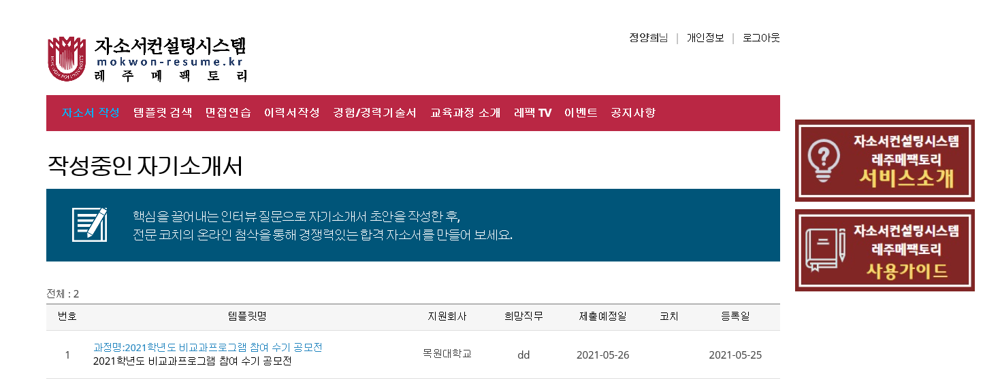 정양희님 | 개인정보 | 로그아웃
자소서컨설팅시스템
mokwon-resume.kr
레주메팩토리
자소서 작성 템플릿 검색 면접연습 이력서작성 경험/경력기술서 교육과정 소개 레팩 TV 이벤트 공지사항
작성중인 자기소개서
핵심을 끌어내는 인터뷰 질문으로 자기소개서 초안을 작성한 후,
전문 코치의 온라인 첨삭을 통해 경쟁력있는 합격 자소서를 만들어 보세요.
자소서컨설팅시스템
레주메팩토리
서비스소개
자소서컨설팅시스템
레주메팩토리
사용가이드
전체 : 2
번호 템플릿명 지원회사 희망직무 제출예정일 코치 등록일
1 과정명:2021학년도 비교과프로그램 참여 수기 공모전 목원대학교 dd 2021-05-26 2021-05-25
2021학년도 비교과프로그램 참여 수기 공모전